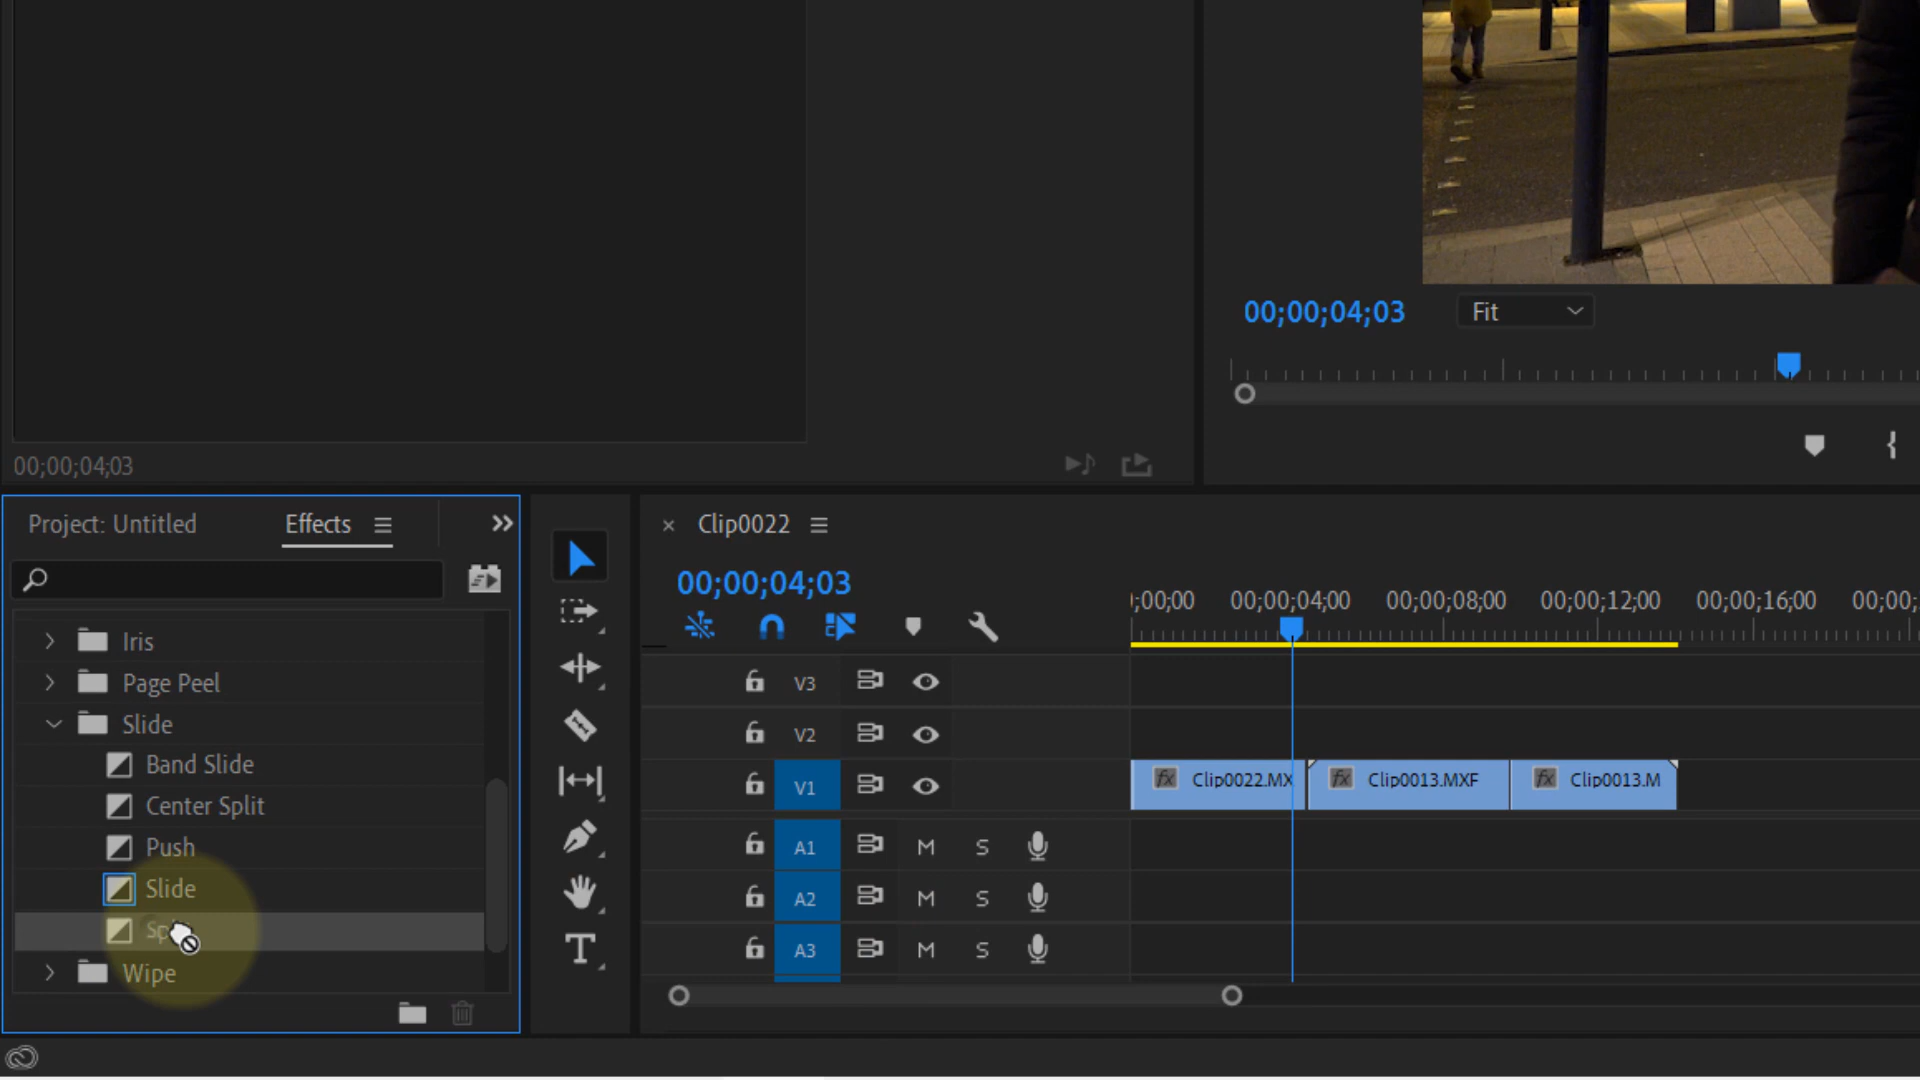 00;00;04;03
Fit
00;00;04;03
Project: Untitled
Effects
Clip0022
00;00;04;03
;00;00
00;00;04;00
00;00;08;00
00;00;12;00
00;00;16;00
00;00;
Iris
Page Peel
Slide
Band Slide
Center Split
Push
Slide
Wipe
V3
V2
V1
fx
Clip0022.MX
fx
Clip0013.MXF
fx
Clip0013.M
A1
M
S
A2
M
S
A3
M
S